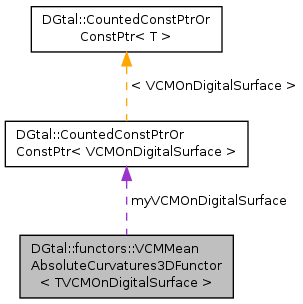 DGtal::CountedConstPtrOr
ConstPtr< T >
< VCMOnDigitalSurface >
DGtal::CountedConstPtrOr
ConstPtr< VCMOnDigitalSurface >
myVCMOnDigitalSurface
DGtal::functors::VCMMean
AbsoluteCurvatures3DFunctor
< TVCMOnDigitalSurface >